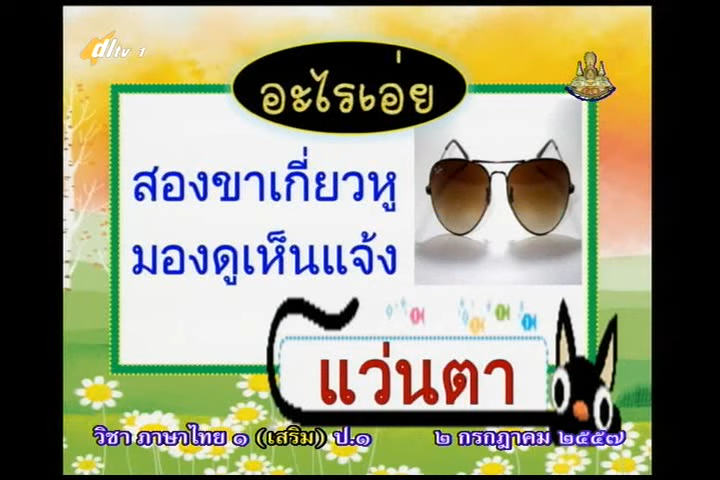 dltv 1
อะไรเอ่ย
สองขาเกี่ยวหู
มองดูเห็นแจ้ง
แว่นตา
วิชา ภาษาไทย ๑ (เสริม) ป.๑ ๒ กรกฎาคม ๒๕๕๗